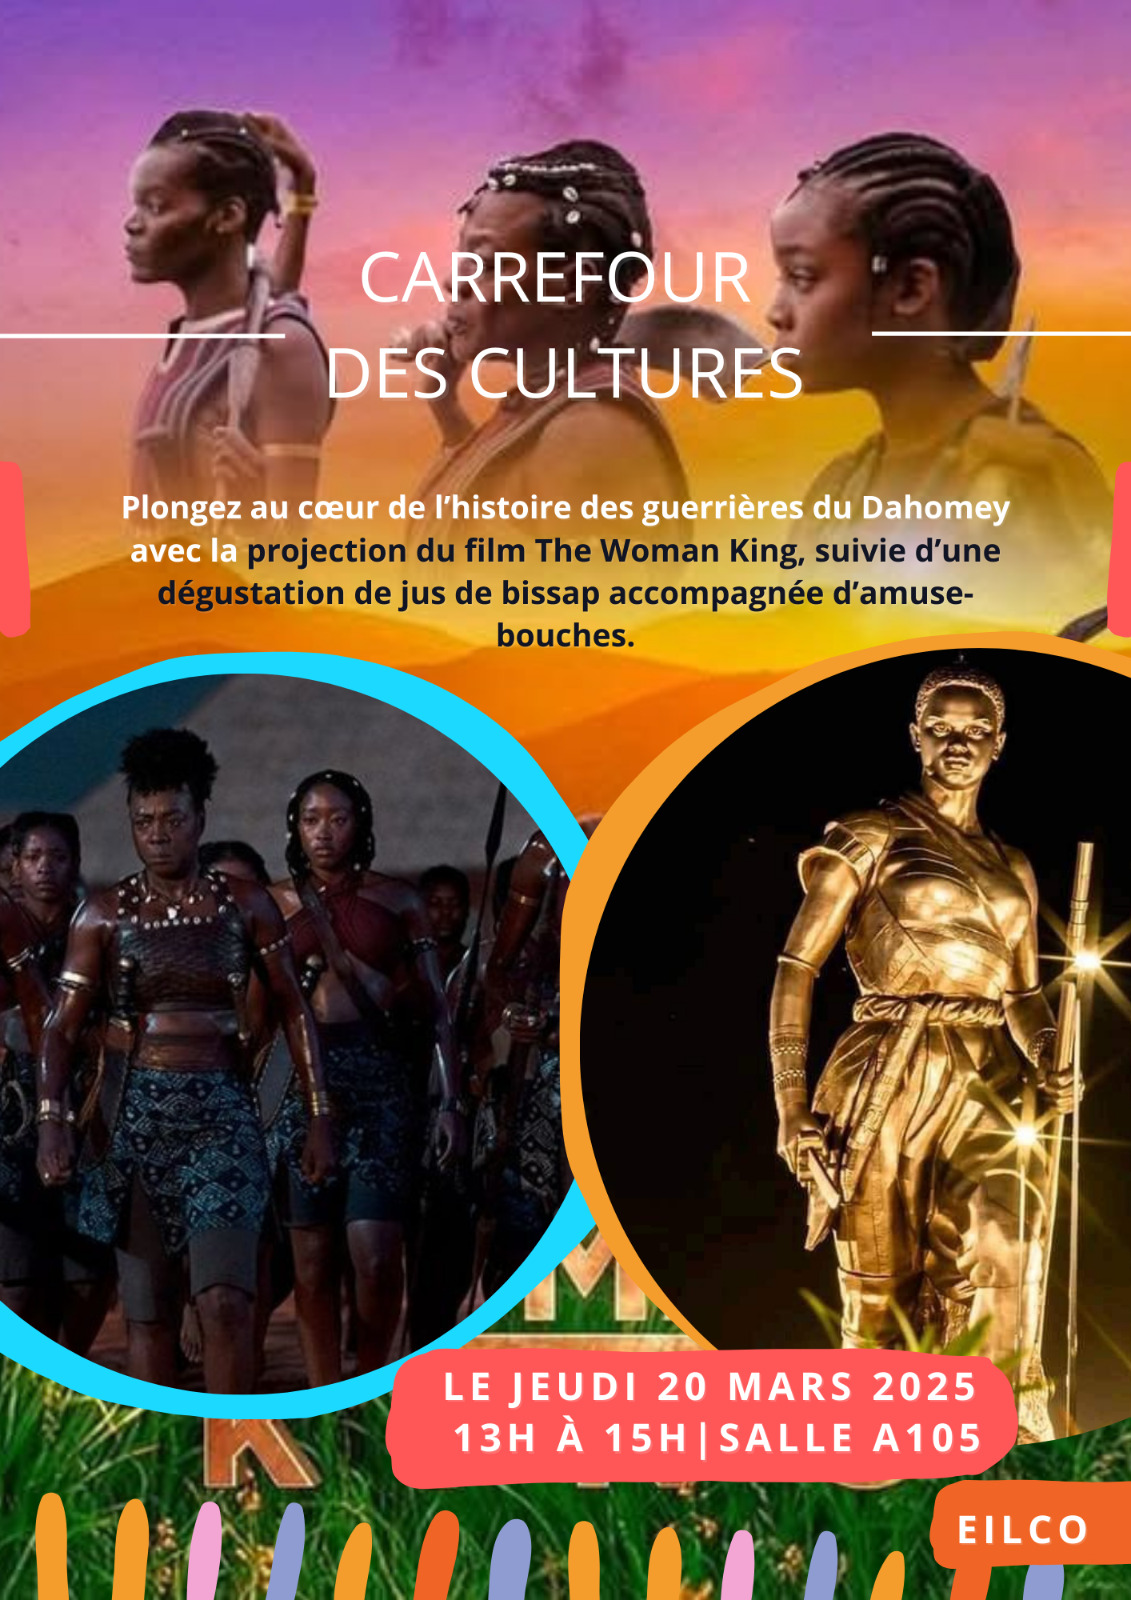 CARREFOUR
DES CULTURES
Plongez au cœur de l’histoire des guerrières du Dahomey
avec la projection du film The Woman King, suivie d’une
dégustation de jus de bissap accompagnée d’amuse-
bouches.
LE JEUDI 20 MARS 2025
13H À 15H|SALLE A105
EILCO